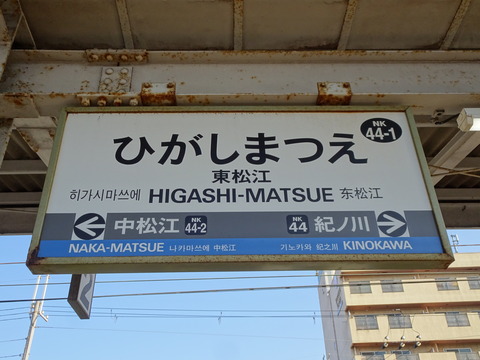 NK
44-1
ひがしまつえ
東松江
히가시마쓰에 HIGASHI-MATSUE 东松江
中松江 NK 44-2 44 NK 紀ノ川
NAKA-MATSUE 나카마쓰에 中松江 기노카와 纪之川 KINOKAWA